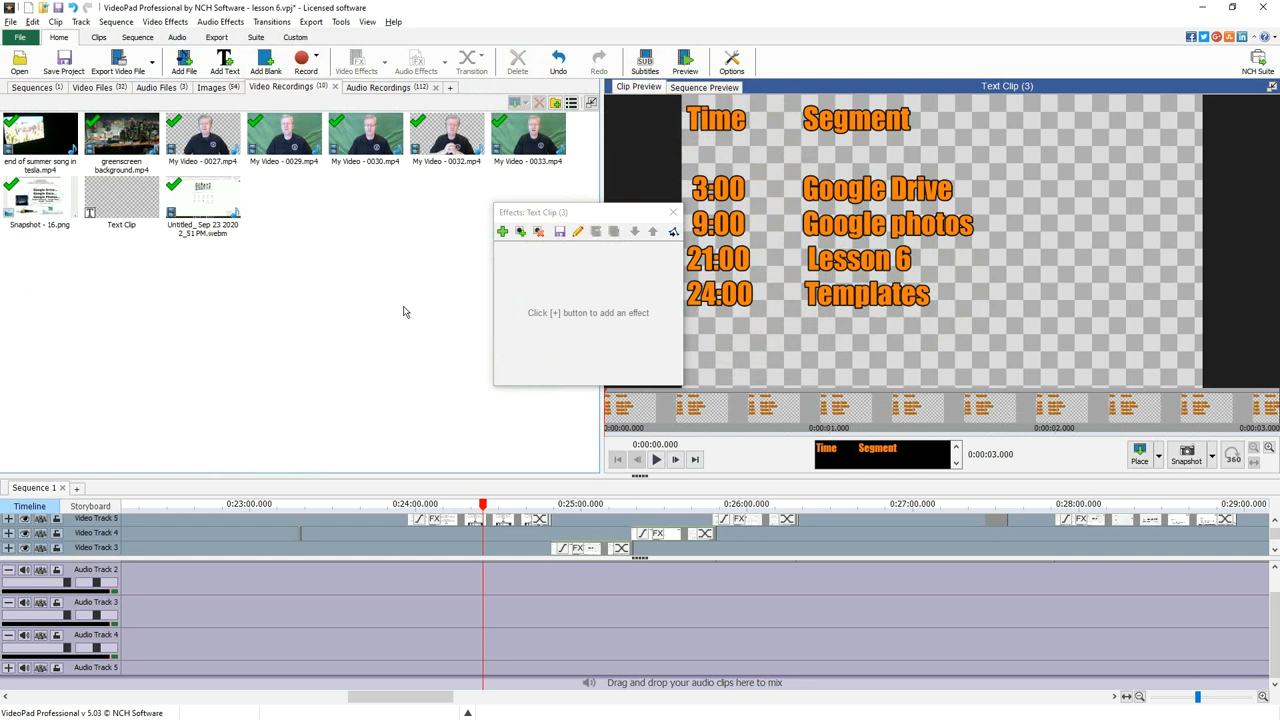 VideoPad Professional by NCH Software - lesson 6.vpj* - Licensed software
File Edit Clip Track Sequence Video Effects Audio Effects Transitions Export Tools View Help
File Home Clips Sequence Audio Export Suite Custom
Open Save Project Export Video File Add File Add Text Add Blank Record Video Effects Audio Effects Transition Delete Undo Redo Subtitles Preview Options NCH Suite
Sequences (1) Video Files (32) Audio Files (3) Images (54) Video Recordings (10) Audio Recordings (112)
Clip Preview Sequence Preview Text Clip (3)
end of summer song in tesla.mp4
greenscreen background.mp4
My Video - 0027.mp4
My Video - 0029.mp4
My Video - 0030.mp4
My Video - 0032.mp4
My Video - 0033.mp4
Snapshot - 16.png
Text Clip
Untitled_ Sep 23 2020 2_51 PM.webm
Effects: Text Clip (3)
Click [+] button to add an effect
Time Segment
3:00 Google Drive
9:00 Google photos
21:00 Lesson 6
24:00 Templates
0:00:00.000 0:00:01.000 0:00:02.000 0:00:03.000
0:00:00.000
Time Segment
0:00:03.000
Place Snapshot 360
Sequence 1
Timeline Storyboard
0:23:00.000 0:24:00.000 0:25:00.000 0:26:00.000 0:27:00.000 0:28:00.000 0:29:00.000
Video Track 5
Video Track 4
Video Track 3
Audio Track 2
Audio Track 3
Audio Track 4
Audio Track 5
Drag and drop your audio clips here to mix
VideoPad Professional v 5.03 © NCH Software